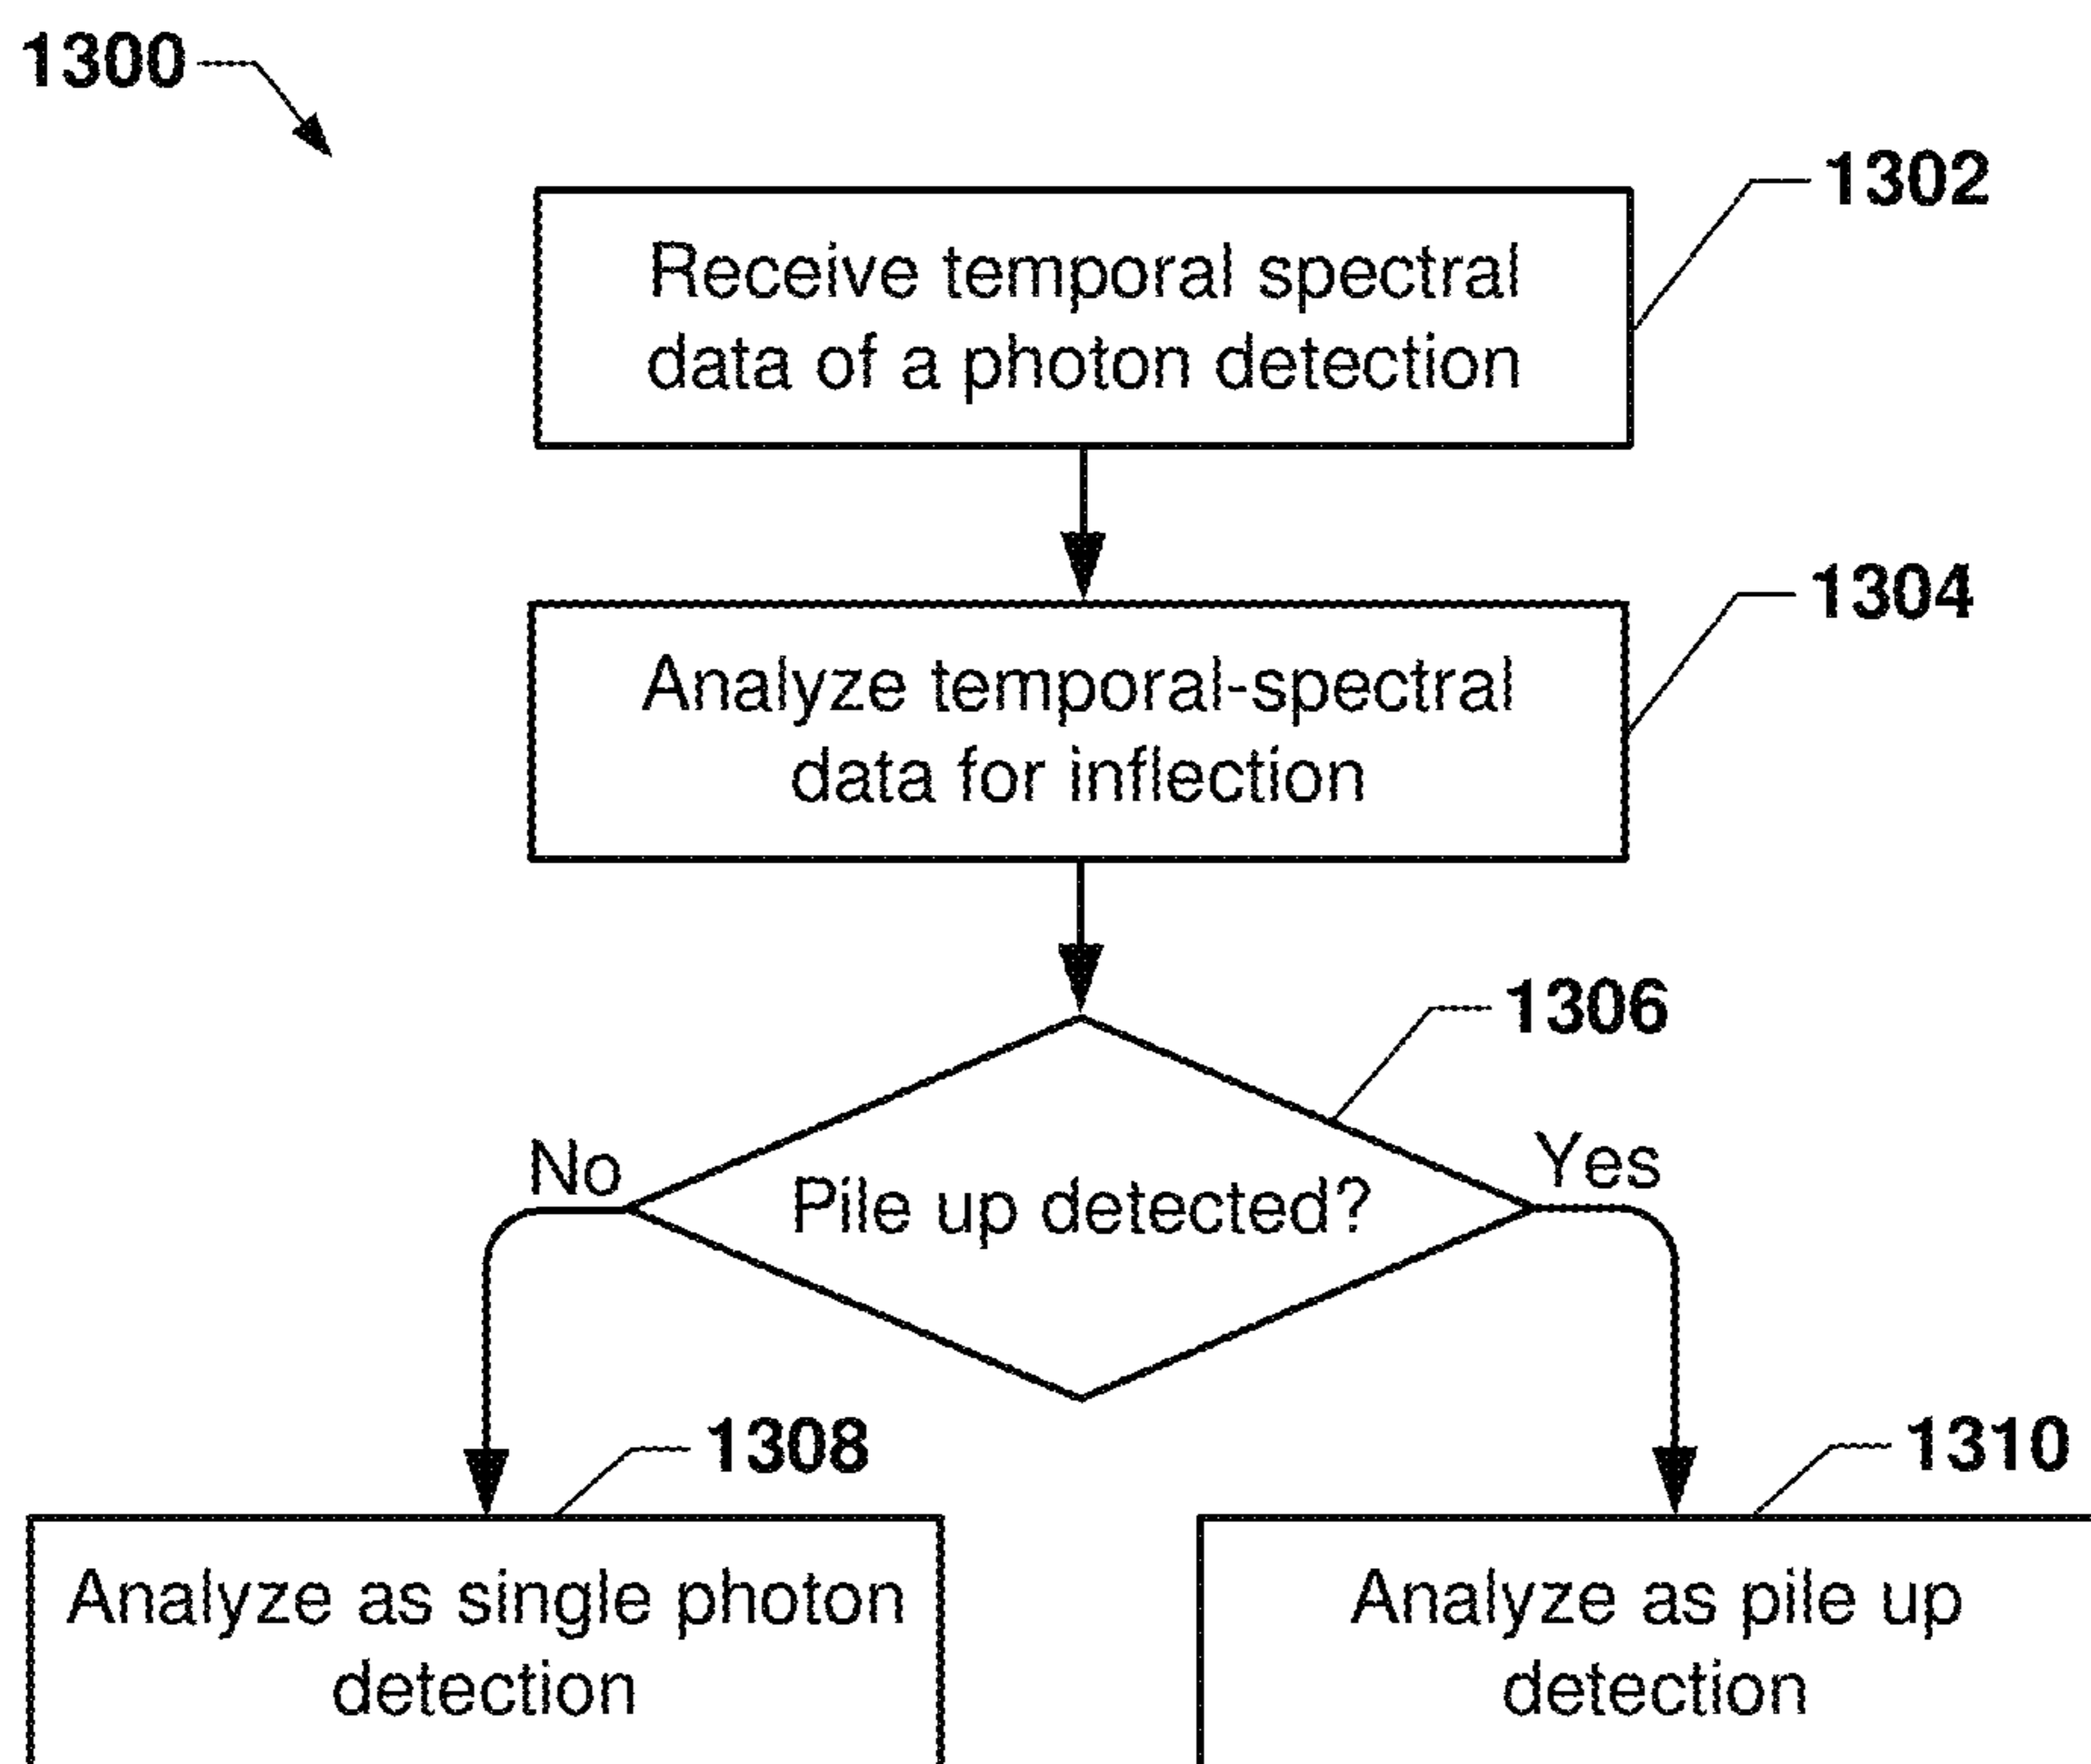 1300
1302
Receive temporal spectral
data of a photon detection
1304
Analyze temporal-spectral
data for inflection
1306
No
Pile up detected?
Yes
1308
1310
Analyze as single photon
detection
Analyze as pile up
detection